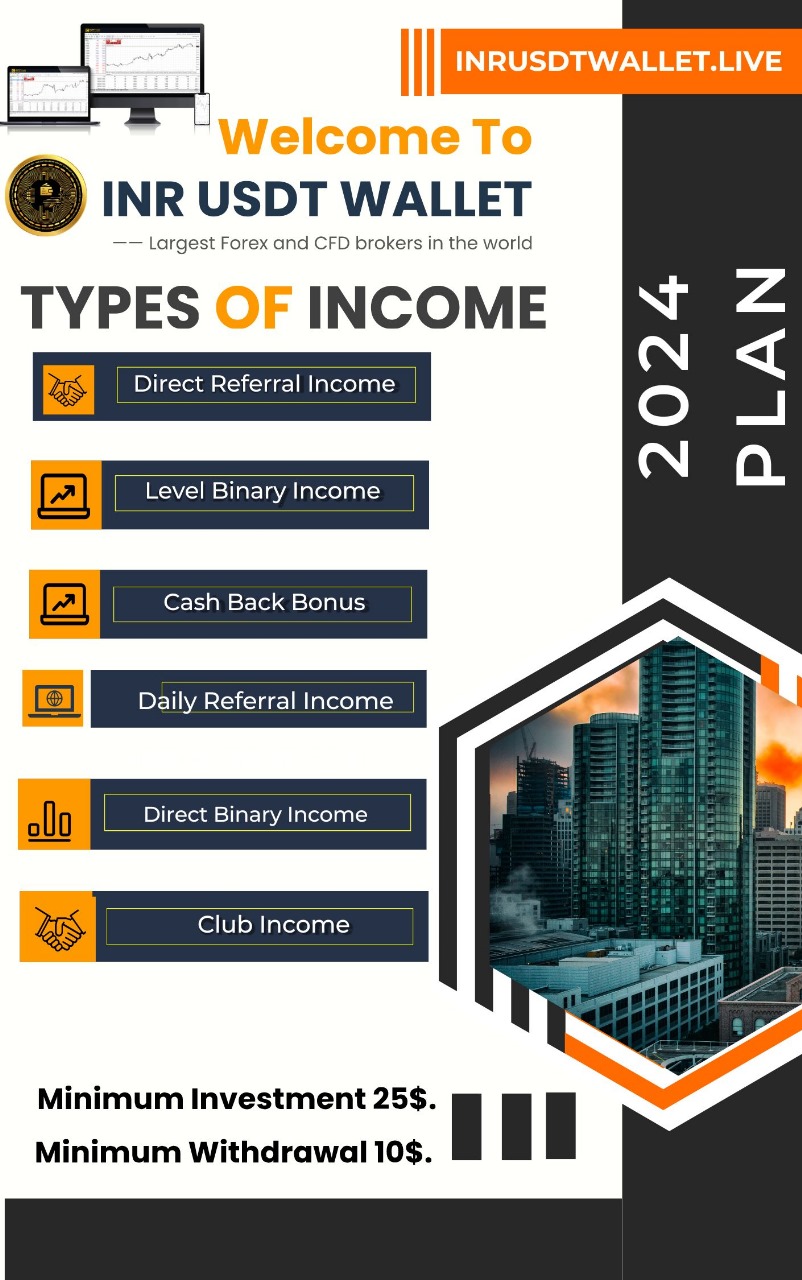 INRUSDTWALLET.LIVE
Welcome To
INR USDT WALLET
—— Largest Forex and CFD brokers in the world
TYPES OF INCOME
Direct Referral Income
Level Binary Income
Cash Back Bonus
Daily Referral Income
Direct Binary Income
Club Income
Minimum Investment 25$.
Minimum Withdrawal 10$.
2024
PLAN